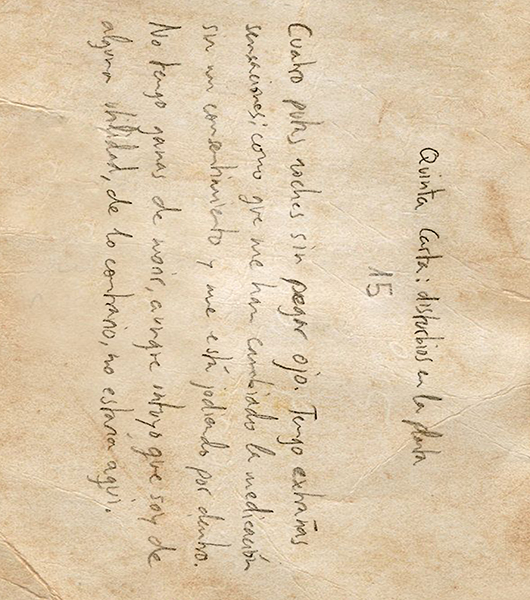 Quinta Carta: disturbios en la planta
15
Cuatro putas noches sin pegar ojo. Tengo extrañas
sensaciones; como que me han cambiado la medicación
sin mi consentimiento y me está jodiendo por dentro.
No tengo ganas de morir, aunque intuyo que soy de
alguna utilidad, de lo contrario, no estaría aquí.